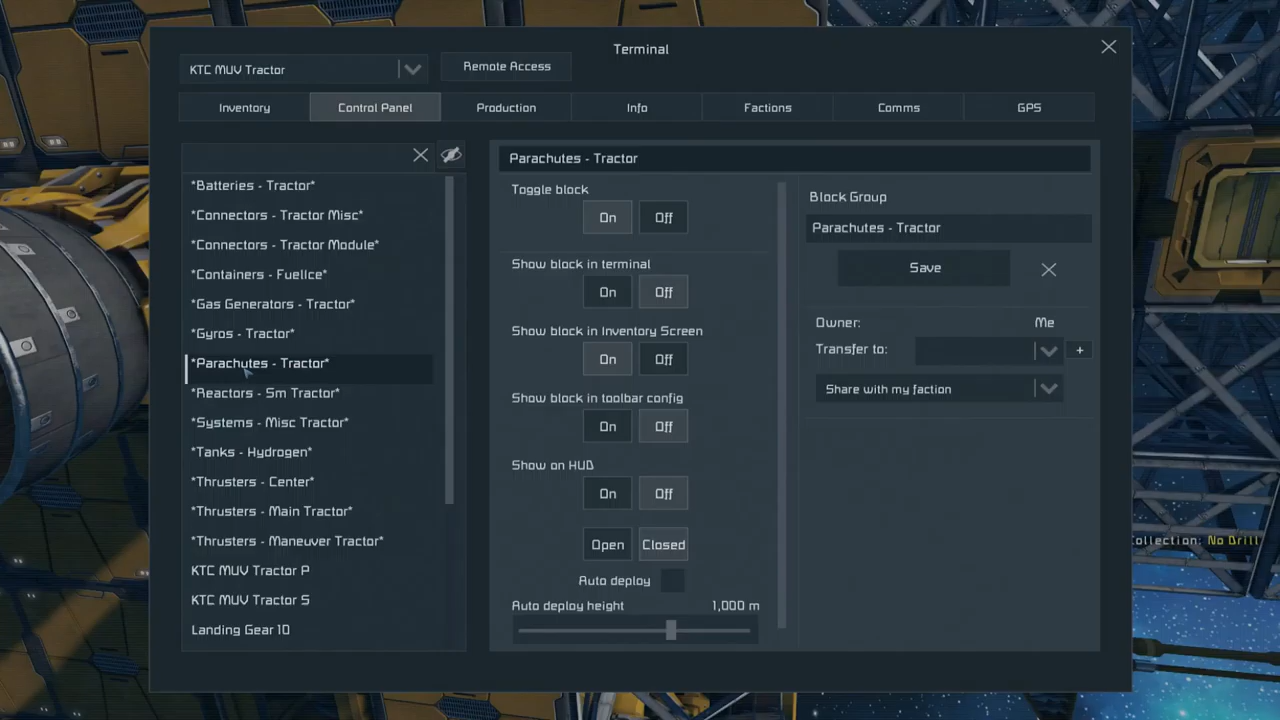 Terminal
KTC MUV Tractor
Remote Access
Inventory
Control Panel
Production
Info
Factions
Comms
GPS
*Batteries - Tractor*
*Connectors - Tractor Misc*
*Connectors - Tractor Module*
*Containers - FuelIce*
*Gas Generators - Tractor*
*Gyros - Tractor*
*Parachutes - Tractor*
*Reactors - Sm Tractor*
*Systems - Misc Tractor*
*Tanks - Hydrogen*
*Thrusters - Center*
*Thrusters - Main Tractor*
*Thrusters - Maneuver Tractor*
KTC MUV Tractor P
KTC MUV Tractor S
Landing Gear 10
Parachutes - Tractor
Toggle block
On Off
Show block in terminal
On Off
Show block in Inventory Screen
On Off
Show block in toolbar config
On Off
Show on HUD
On Off
Open Closed
Auto deploy
Auto deploy height 1,000 m
Block Group
Parachutes - Tractor
Save
Owner: Me
Transfer to: +
Share with my faction
Collection: No Drill